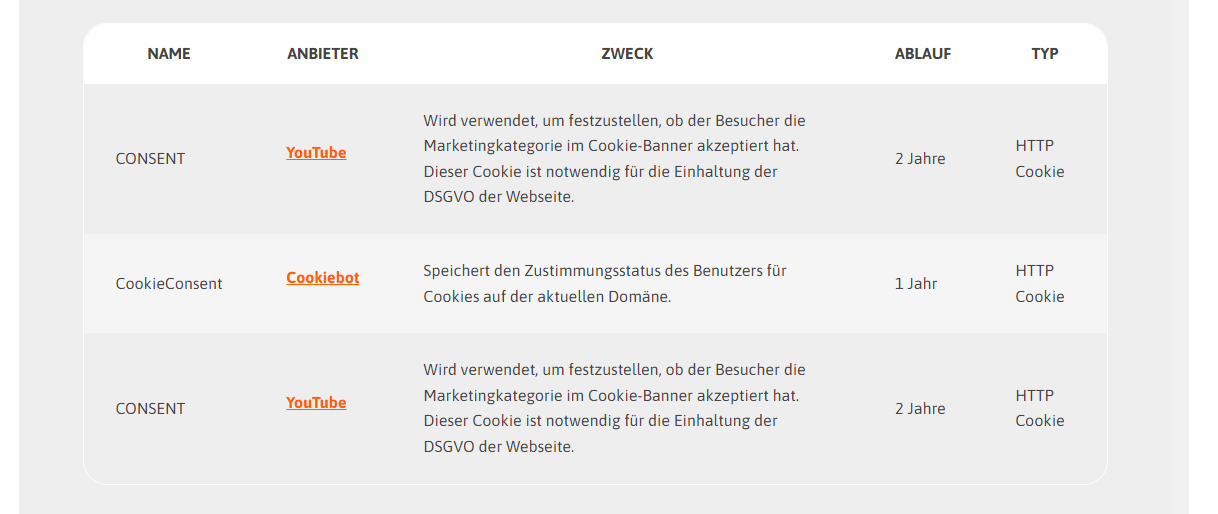 NAME ANBIETER ZWECK ABLAUF TYP
CONSENT YouTube Wird verwendet, um festzustellen, ob der Besucher die
Marketingkategorie im Cookie-Banner akzeptiert hat.
Dieser Cookie ist notwendig für die Einhaltung der
DSGVO der Webseite. 2 Jahre HTTP
Cookie
CookieConsent Cookiebot Speichert den Zustimmungsstatus des Benutzers für
Cookies auf der aktuellen Domäne. 1 Jahr HTTP
Cookie
CONSENT YouTube Wird verwendet, um festzustellen, ob der Besucher die
Marketingkategorie im Cookie-Banner akzeptiert hat.
Dieser Cookie ist notwendig für die Einhaltung der
DSGVO der Webseite. 2 Jahre HTTP
Cookie